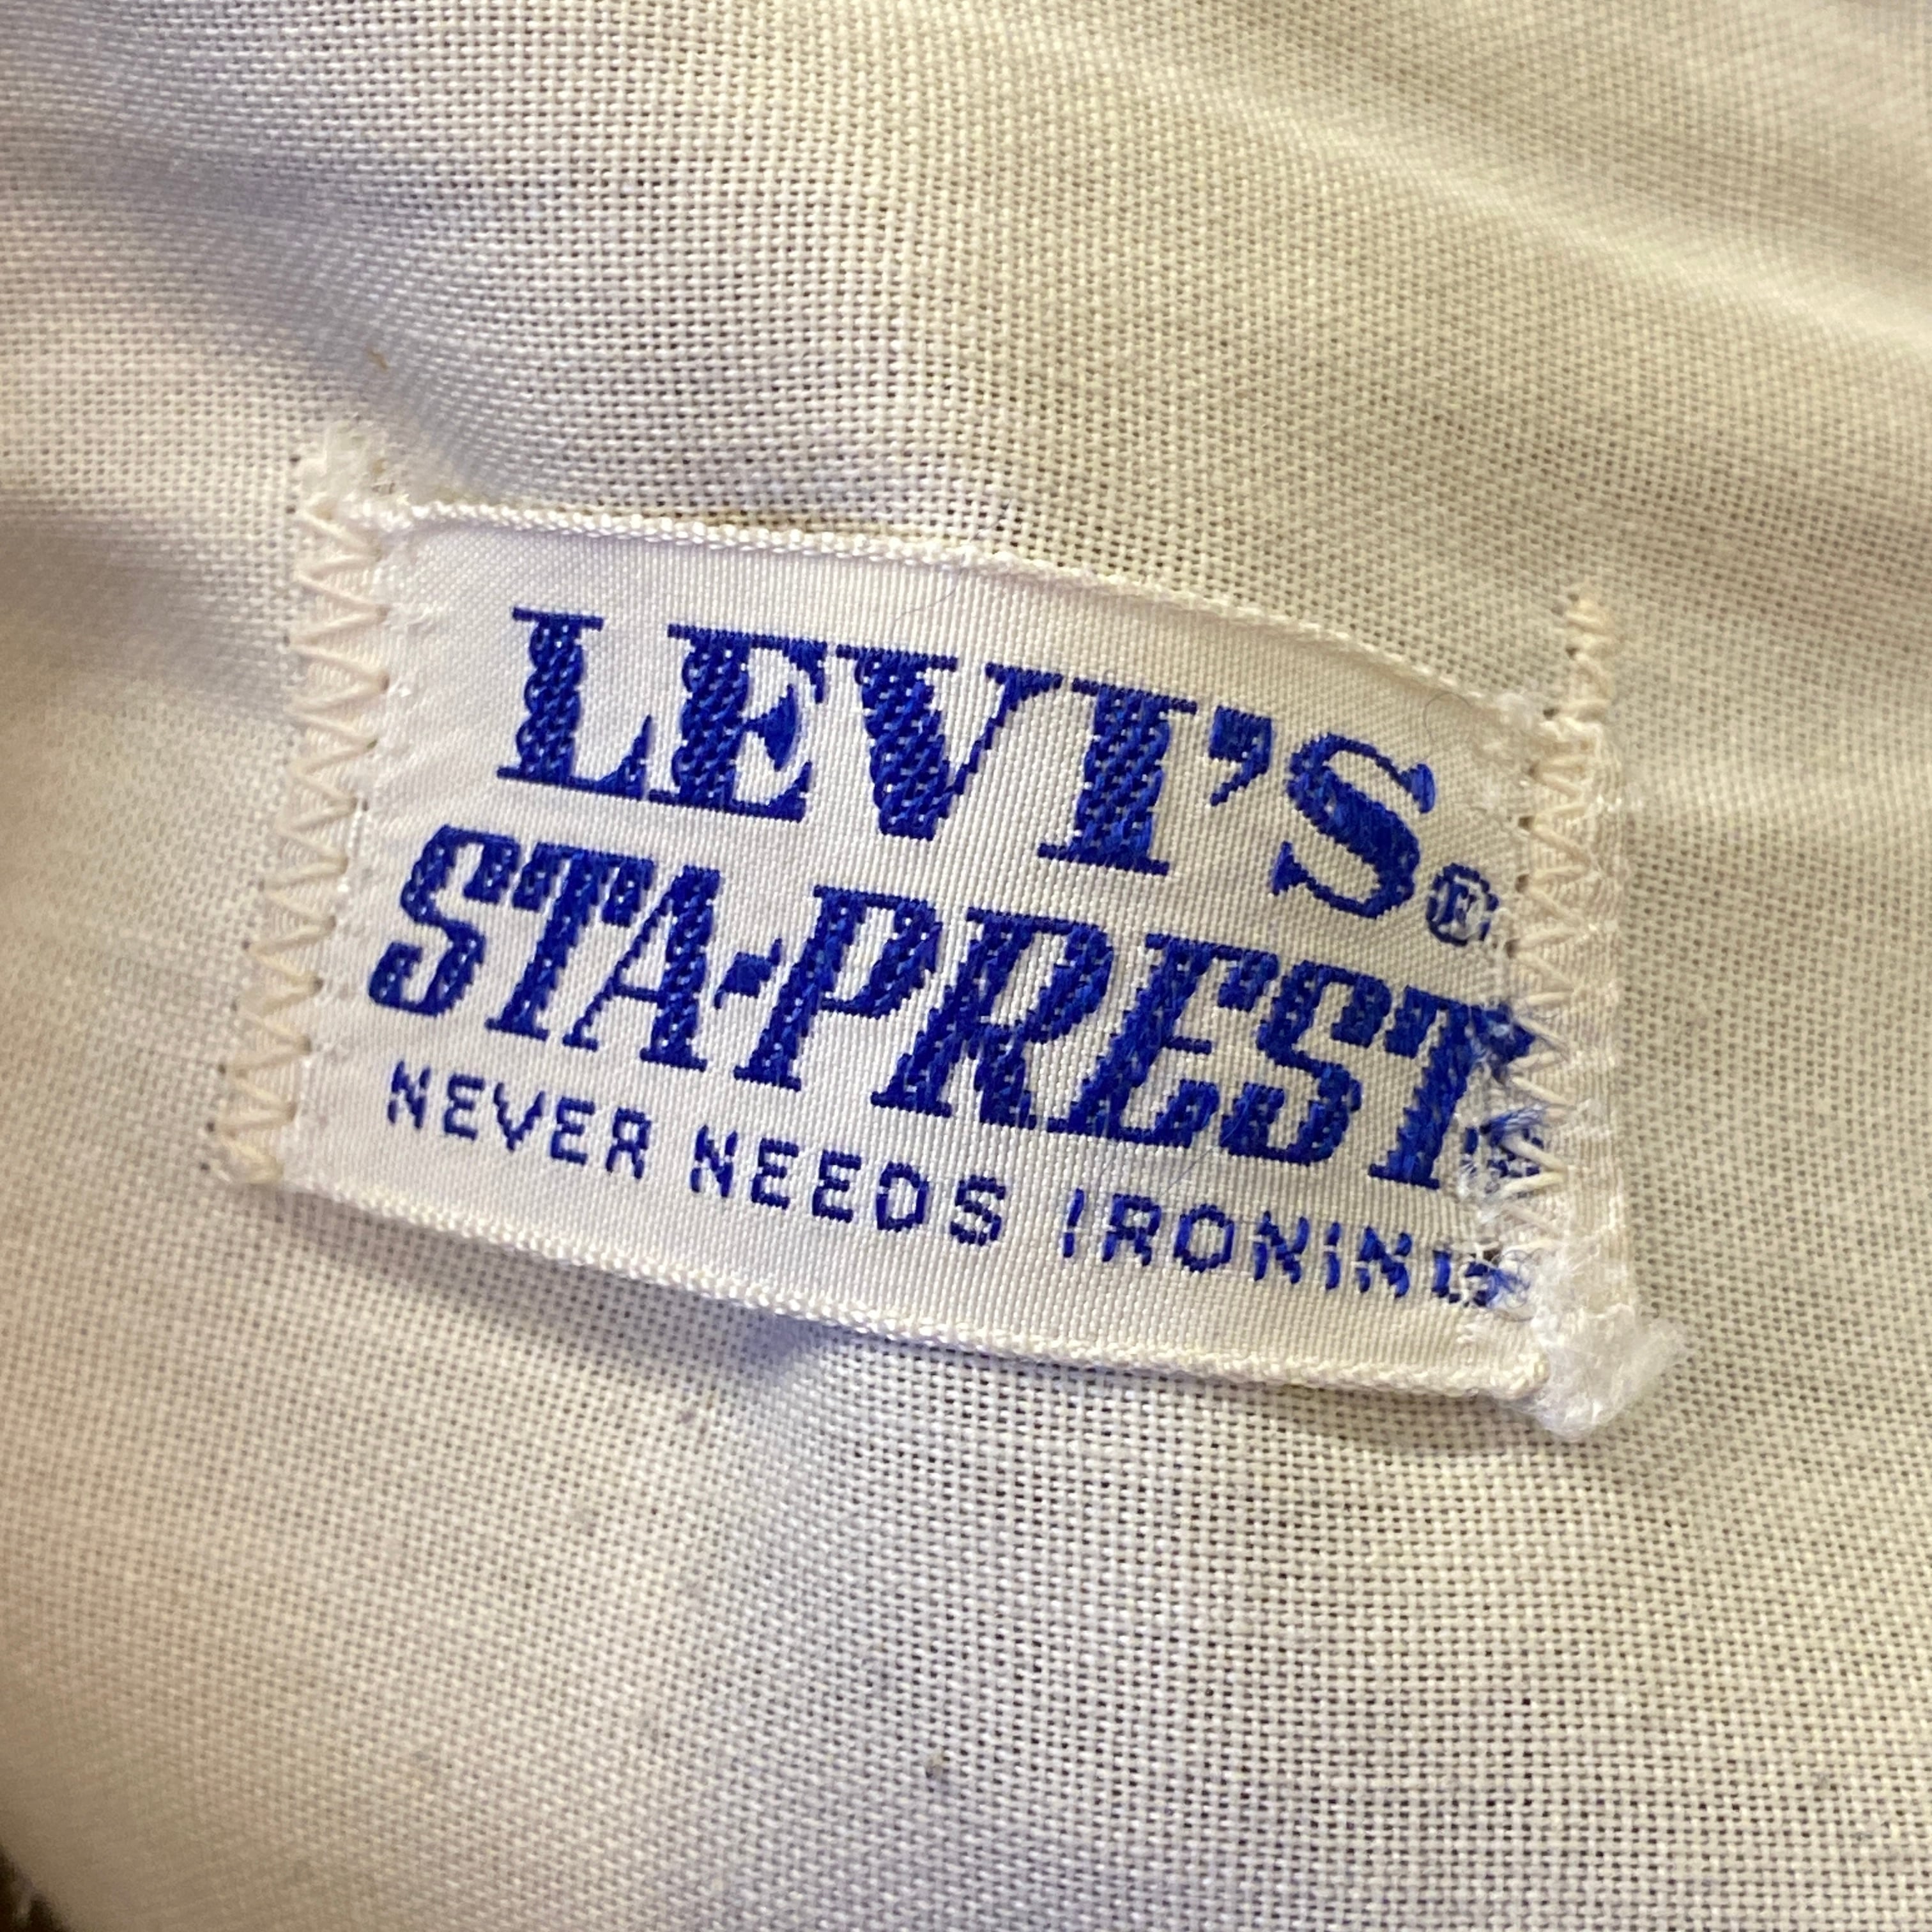 LEVI'S®
STA-PREST®
NEVER NEEDS IRONING